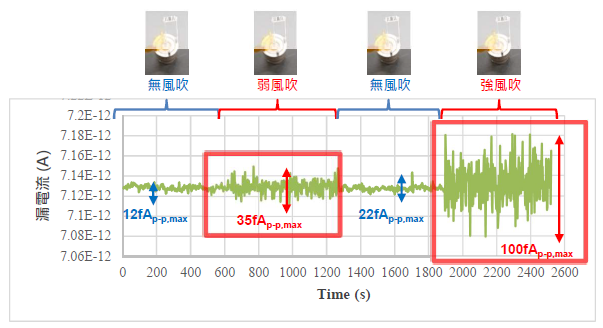 無風吹 弱風吹 無風吹 強風吹
7.2E-12
7.18E-12
7.16E-12
7.14E-12
7.12E-12
7.1E-12
7.08E-12
7.06E-12
漏電流 (A)
12fAp-p,max 35fAp-p,max 22fAp-p,max 100fAp-p,max
0 200 400 600 800 1000 1200 1400 1600 1800 2000 2200 2400 2600
Time (s)